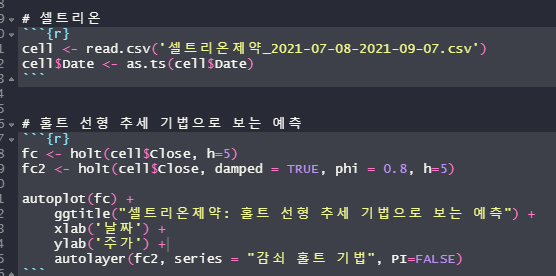 # 셀트리온
```{r}
cell <- read.csv('셀트리온제약_2021-07-08-2021-09-07.csv')
cell$Date <- as.ts(cell$Date)
```
# 홀트 선형 추세 기법으로 보는 예측
```{r}
fc <- holt(cell$Close, h=5)
fc2 <- holt(cell$Close, damped = TRUE, phi = 0.8, h=5)
autoplot(fc) +
ggtitle("셀트리온제약: 홀트 선형 추세 기법으로 보는 예측") +
xlab('날짜') +
ylab('주가') +
autolayer(fc2, series = "감쇠 홀트 기법", PI=FALSE)
```